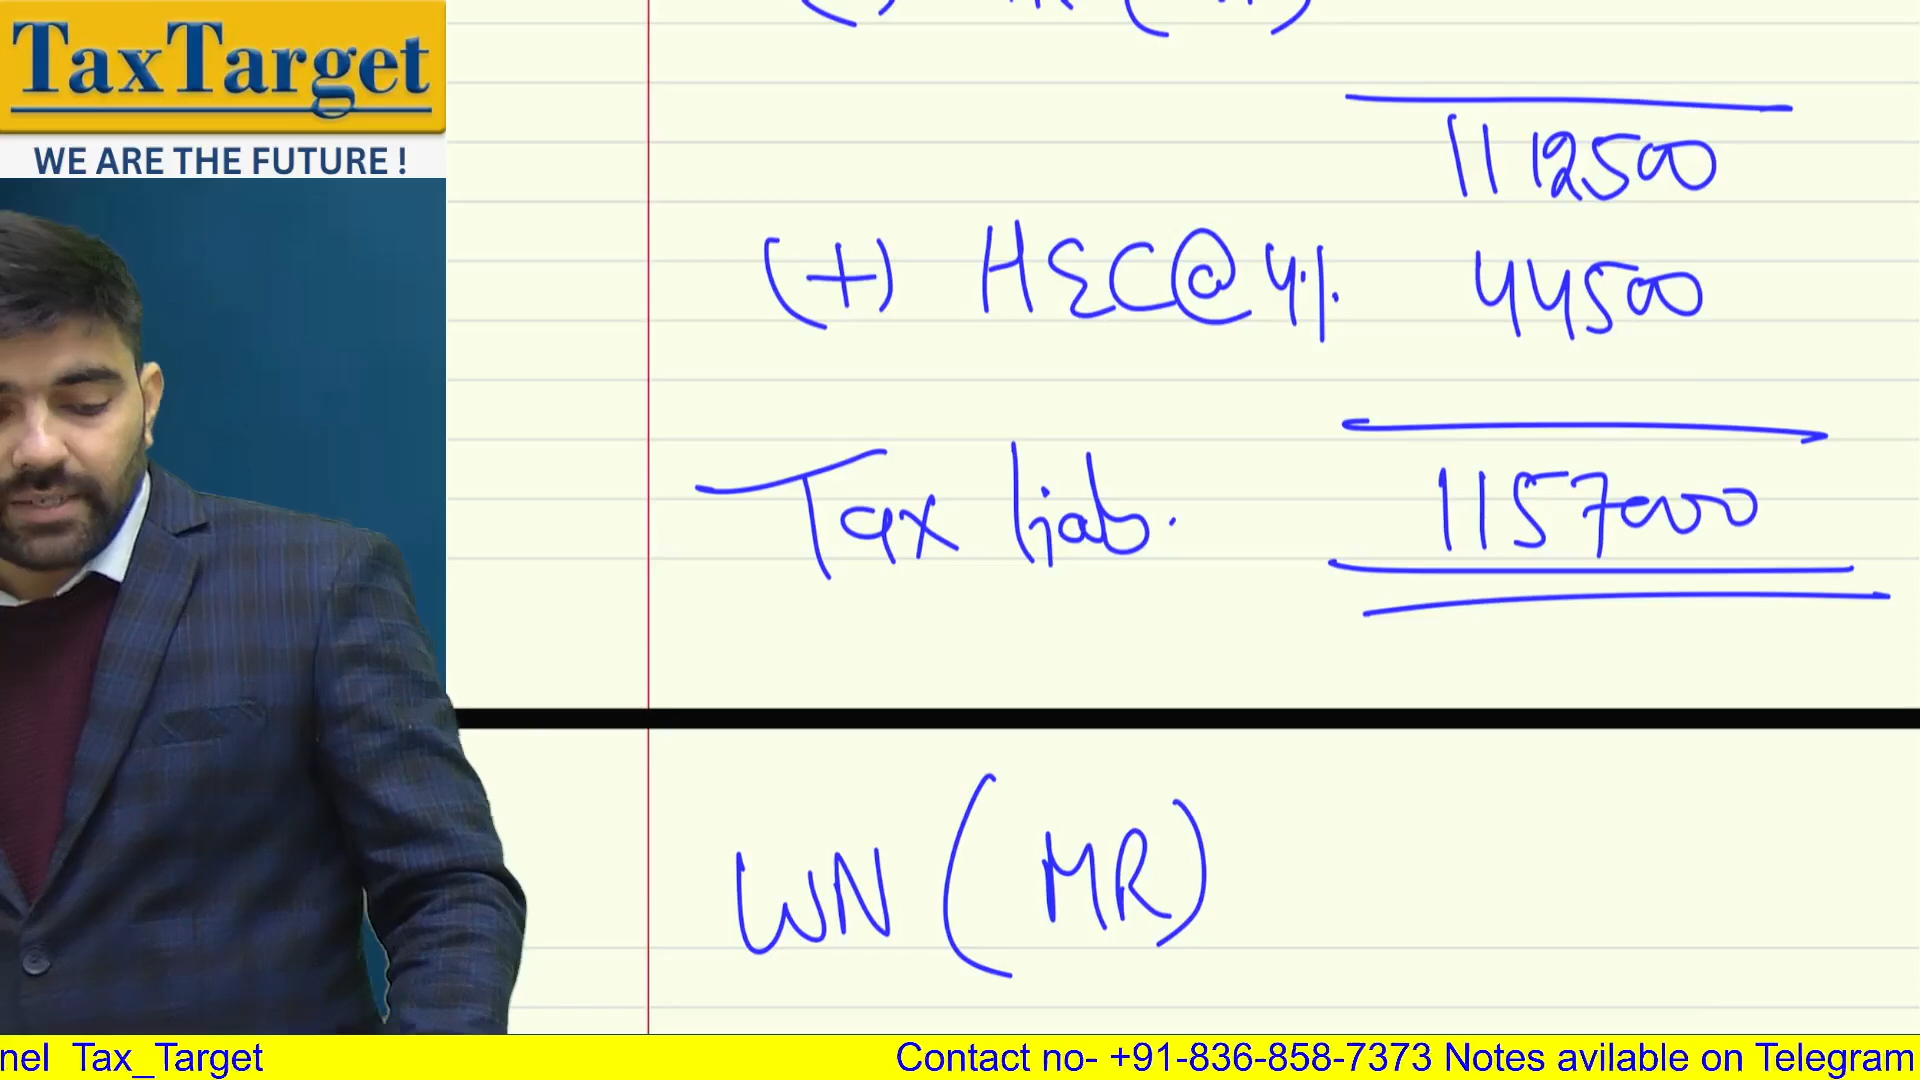 TaxTarget
WE ARE THE FUTURE !
1112500
(+) HEC@4%. 44500
Tax liab. 1157000
WN (MR)
nel Tax_Target
Contact no- +91-836-858-7373 Notes avilable on Telegram